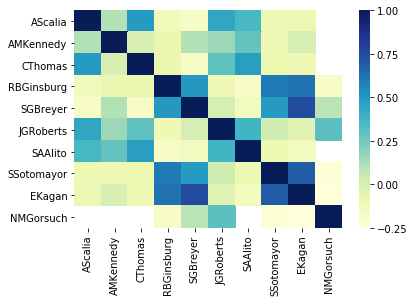 AScalia
AMKennedy
CThomas
RBGinsburg
SGBreyer
JGRoberts
SAAlito
SSotomayor
EKagan
NMGorsuch
AScalia
AMKennedy
CThomas
RBGinsburg
SGBreyer
JGRoberts
SAAlito
SSotomayor
EKagan
NMGorsuch
1.00
0.75
0.50
0.25
0.00
−0.25